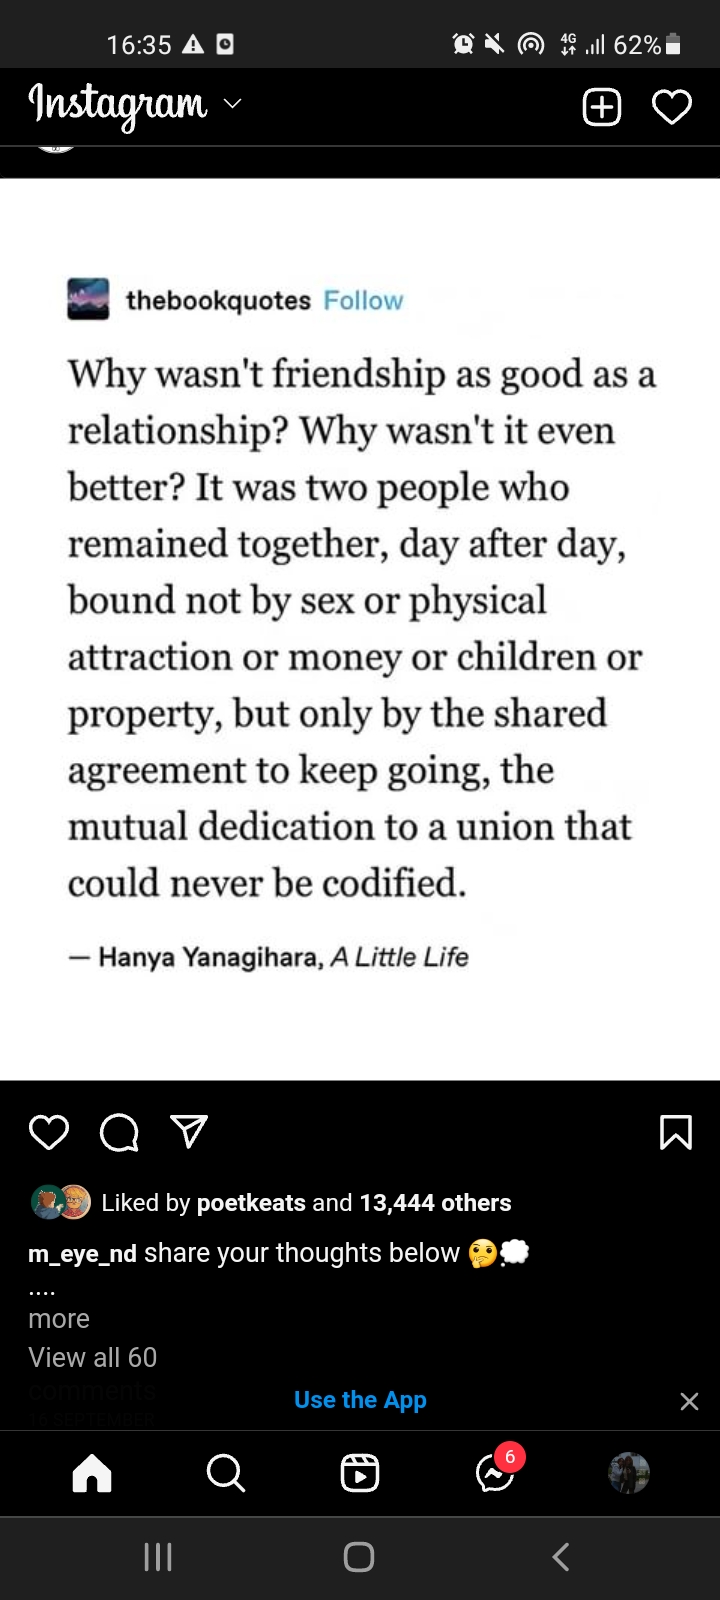 16:35 4G 62%
Instagram
thebookquotes Follow
Why wasn't friendship as good as a
relationship? Why wasn't it even
better? It was two people who
remained together, day after day,
bound not by sex or physical
attraction or money or children or
property, but only by the shared
agreement to keep going, the
mutual dedication to a union that
could never be codified.
— Hanya Yanagihara, A Little Life
Liked by poetkeats and 13,444 others
m_eye_nd share your thoughts below 🤔💭
....
more
View all 60
comments
Use the App
16 SEPTEMBER
6